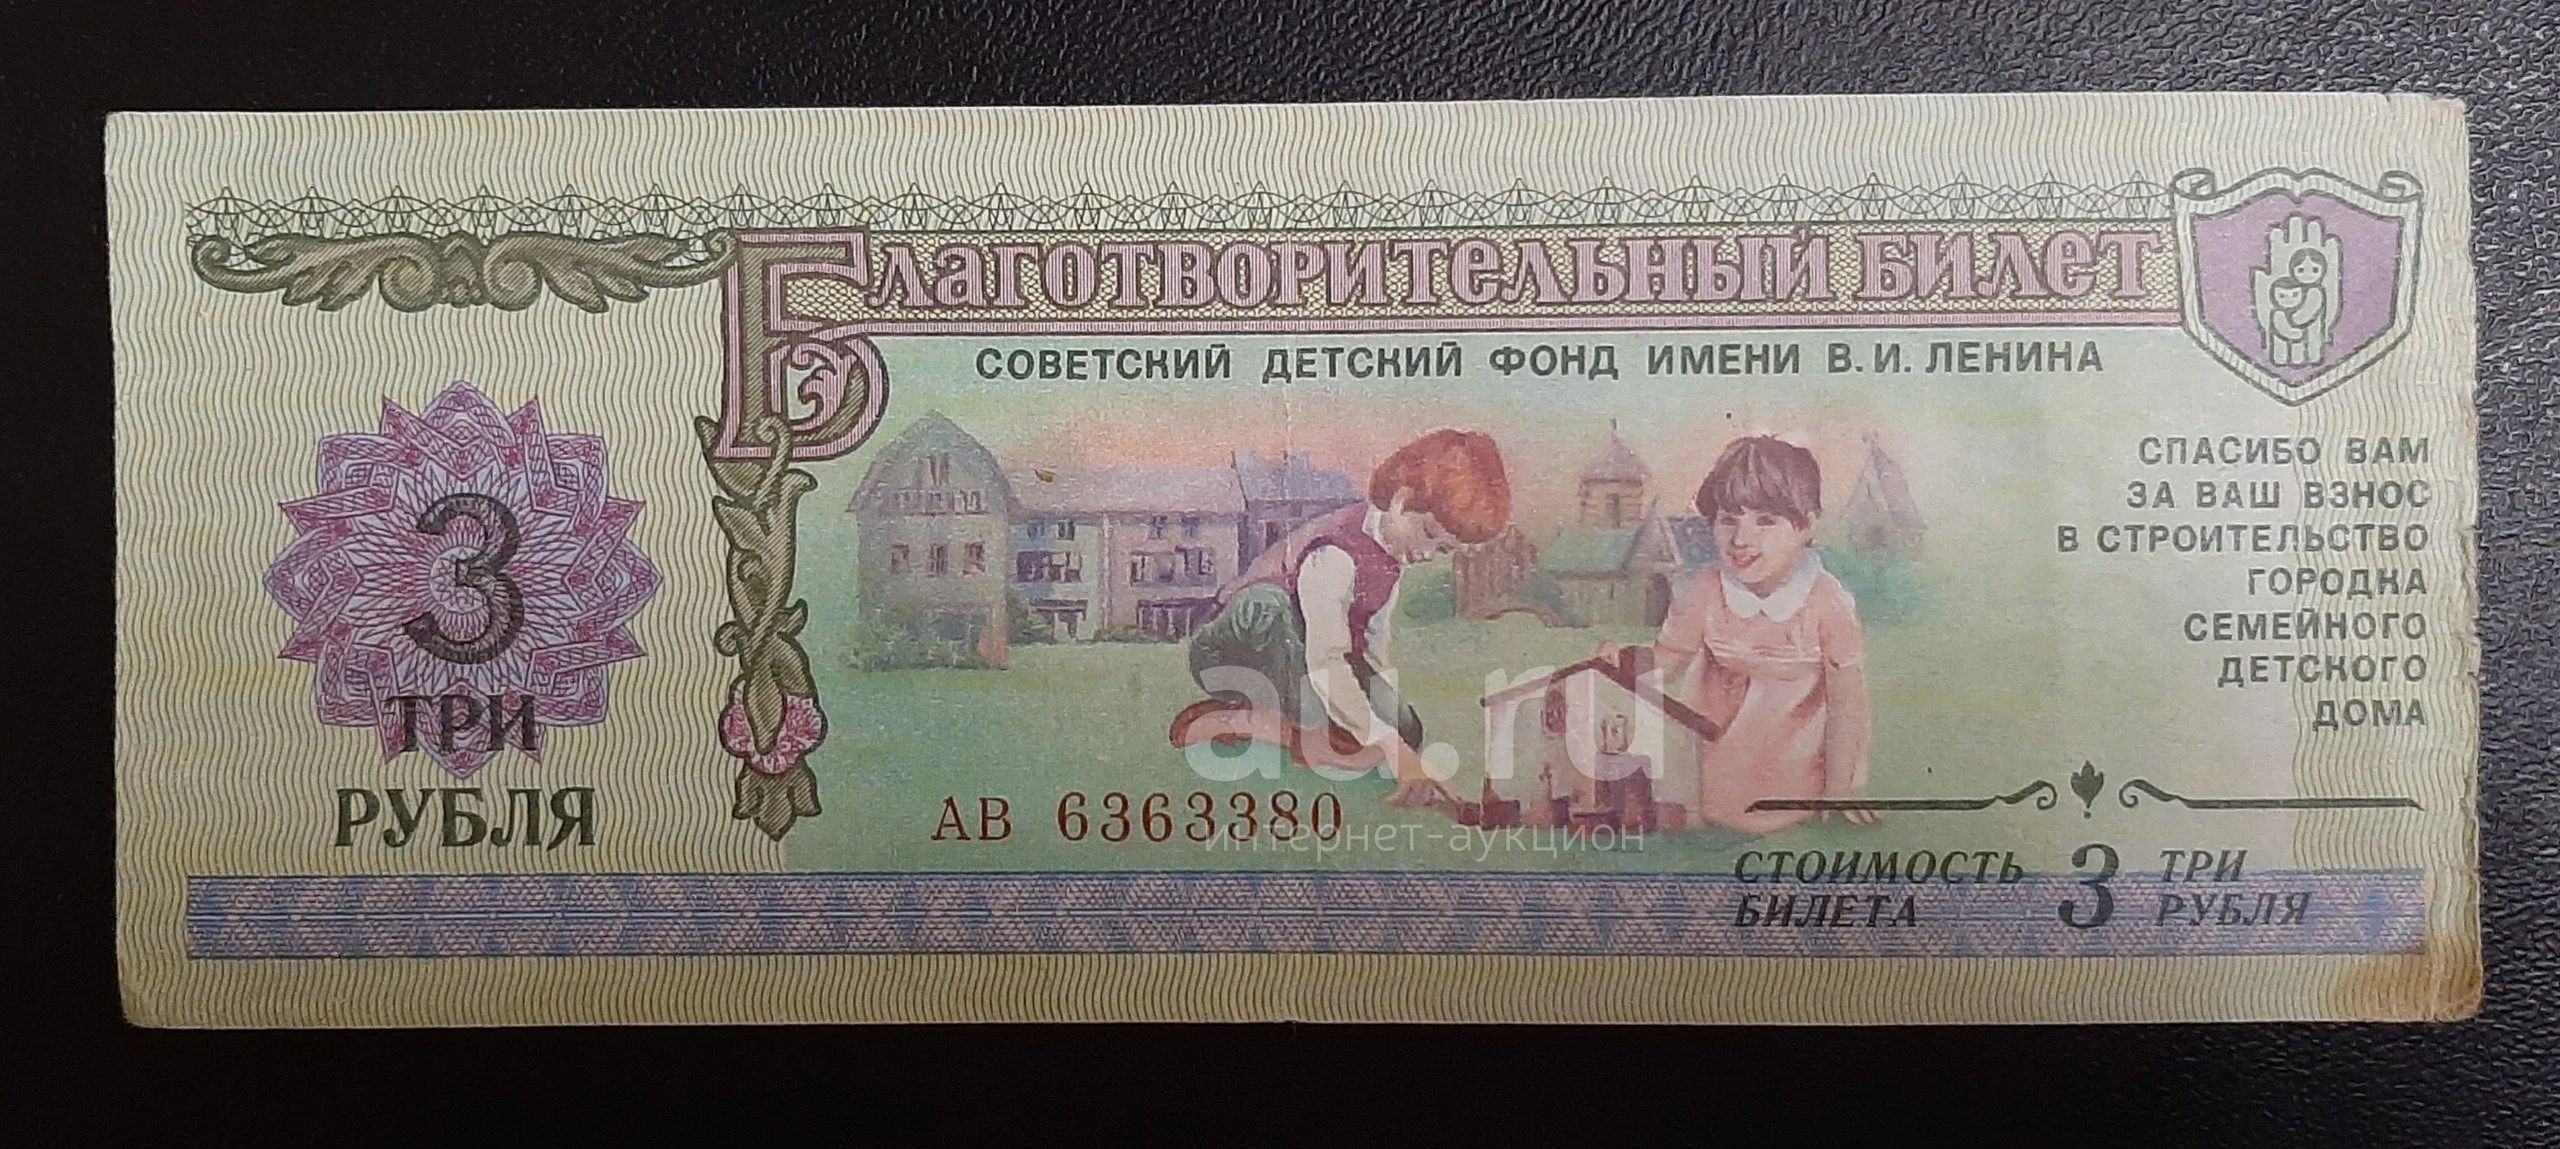 Благотворительный билет
СОВЕТСКИЙ ДЕТСКИЙ ФОНД ИМЕНИ В. И. ЛЕНИНА
3
ТРИ
РУБЛЯ
СПАСИБО ВАМ
ЗА ВАШ ВЗНОС
В СТРОИТЕЛЬСТВО
ГОРОДКА
СЕМЕЙНОГО
ДЕТСКОГО
ДОМА
au.ru
интернет-аукцион
АВ 6363380
СТОИМОСТЬ БИЛЕТА 3 ТРИ РУБЛЯ